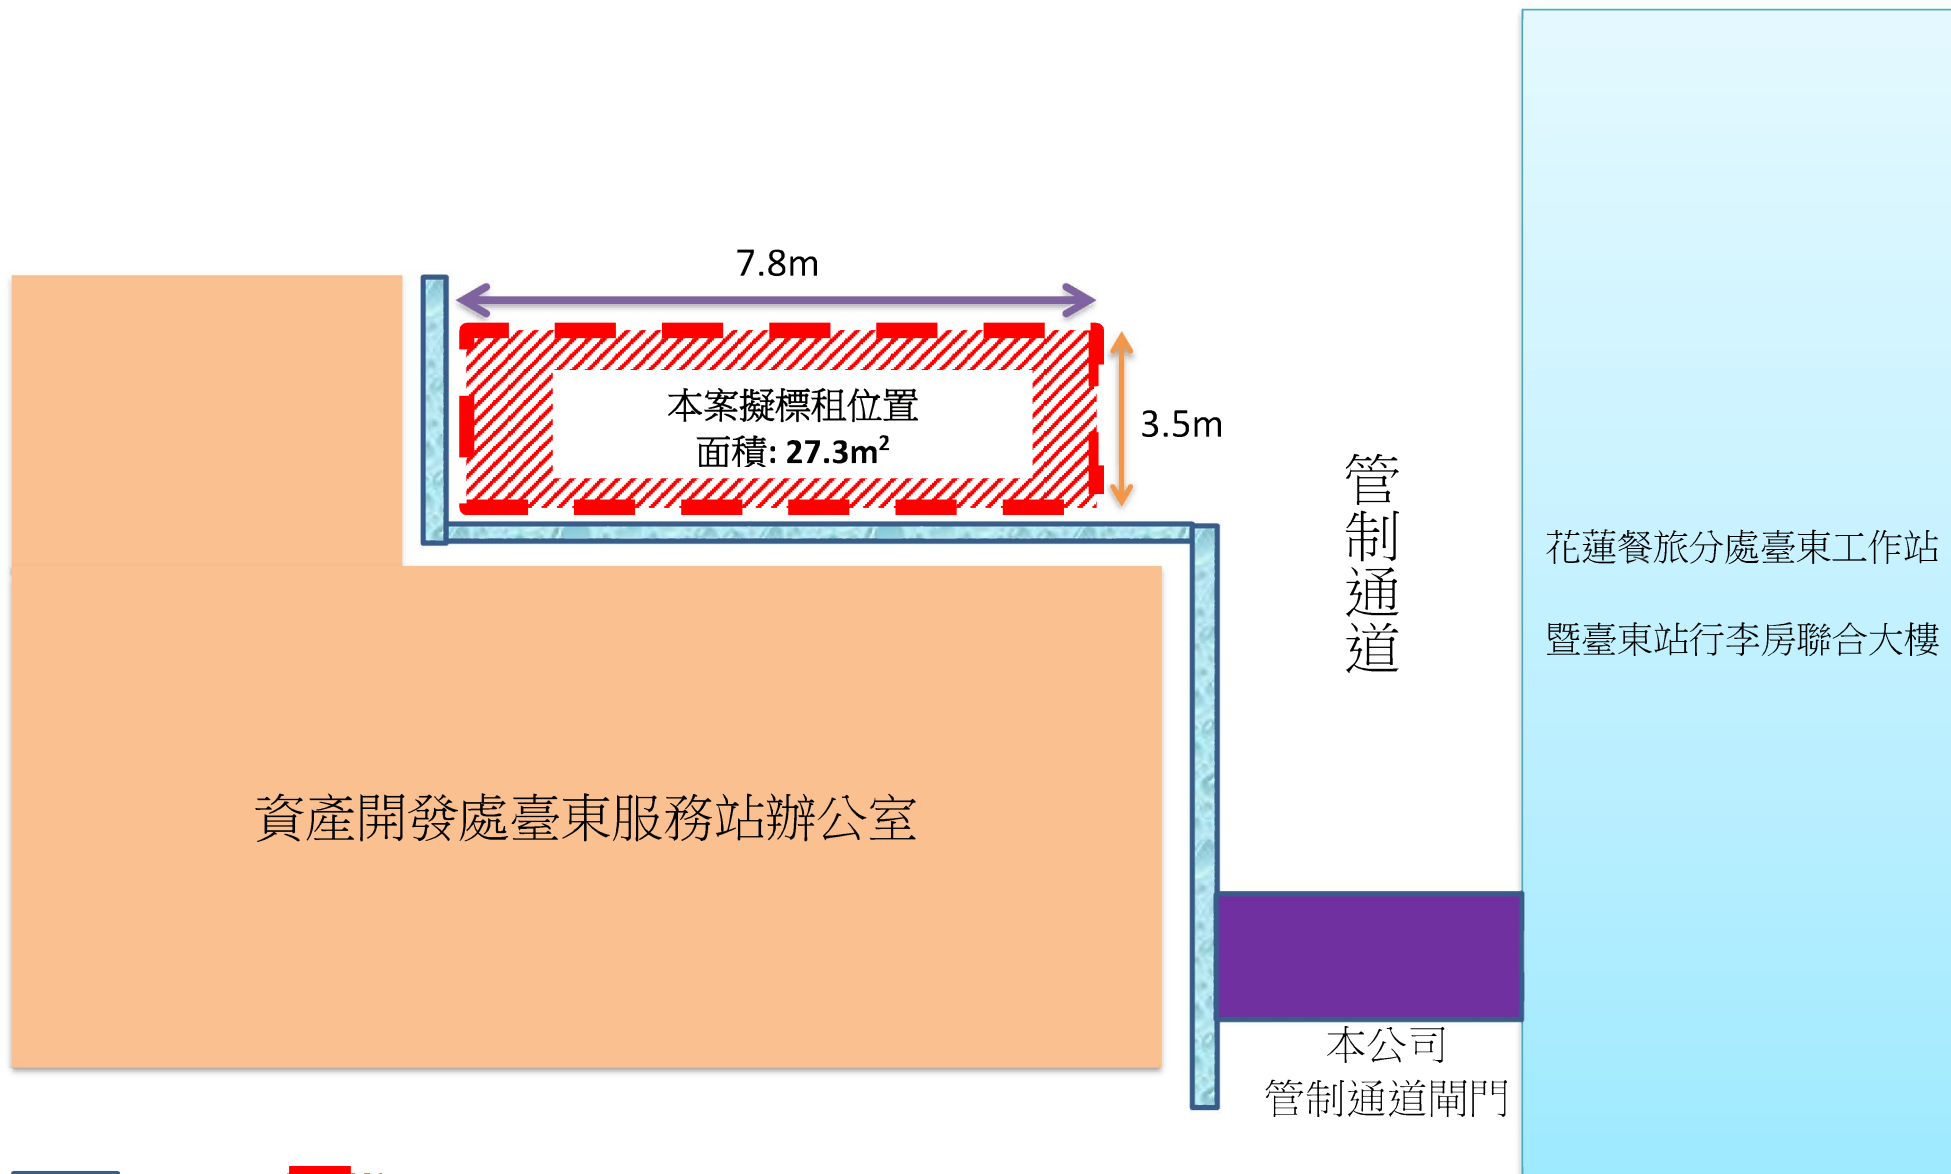 7.8m
本案擬標租位置
面積: 27.3m²
3.5m
管制通道
花蓮餐旅分處臺東工作站
暨臺東站行李房聯合大樓
資產開發處臺東服務站辦公室
本公司
管制通道閘門